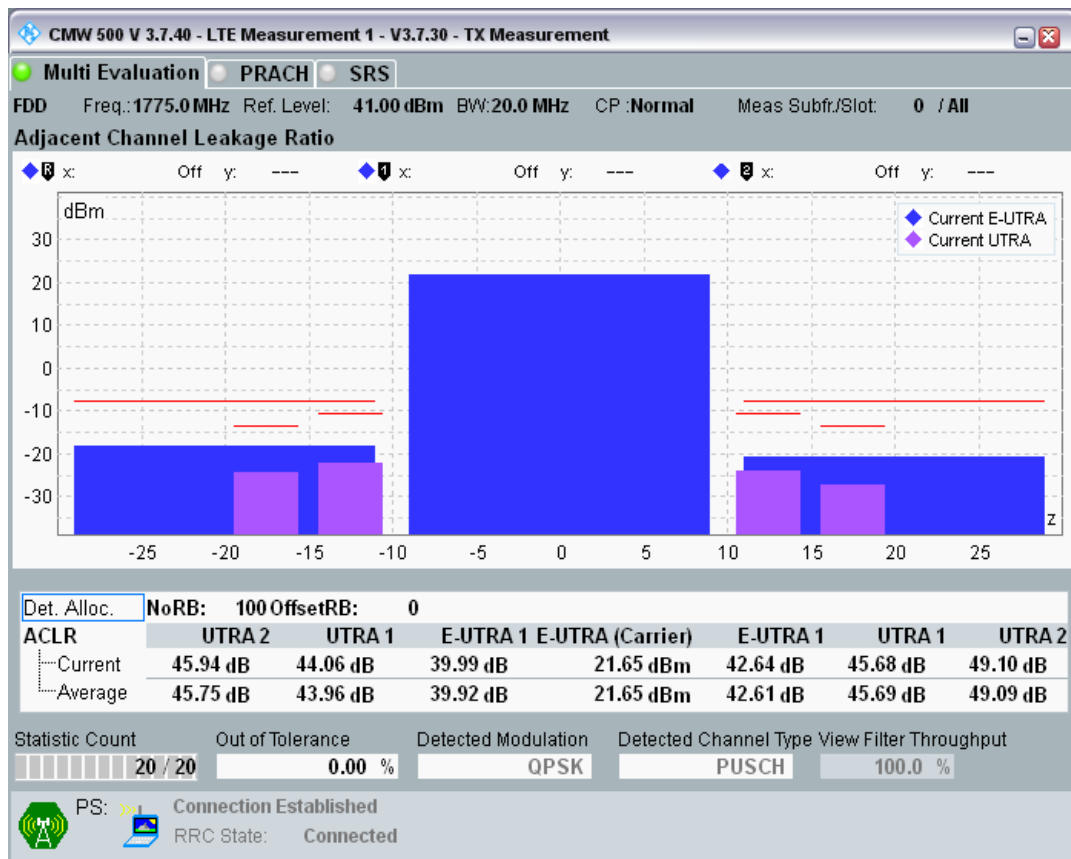 CMW 500 V 3.7.40 - LTE Measurement 1 - V3.7.30 - TX Measurement
Multi Evaluation PRACH SRS
FDD Freq.:1775.0 MHz Ref. Level: 41.00 dBm BW:20.0 MHz CP :Normal Meas Subfr./Slot: 0 / All
Adjacent Channel Leakage Ratio
R x: Off y: --- 1 x: Off y: --- 2 x: Off y: ---
dBm
Current E-UTRA
Current UTRA
30
20
10
0
-10
-20
-30
z
-25 -20 -15 -10 -5 0 5 10 15 20 25
Det. Alloc. NoRB: 100 OffsetRB: 0
ACLR UTRA 2 UTRA 1 E-UTRA 1 E-UTRA (Carrier) E-UTRA 1 UTRA 1 UTRA 2
Current 45.94 dB 44.06 dB 39.99 dB 21.65 dBm 42.64 dB 45.68 dB 49.10 dB
Average 45.75 dB 43.96 dB 39.92 dB 21.65 dBm 42.61 dB 45.69 dB 49.09 dB
Statistic Count Out of Tolerance Detected Modulation Detected Channel Type View Filter Throughput
20 / 20 0.00 % QPSK PUSCH 100.0 %
PS: Connection Established
RRC State: Connected